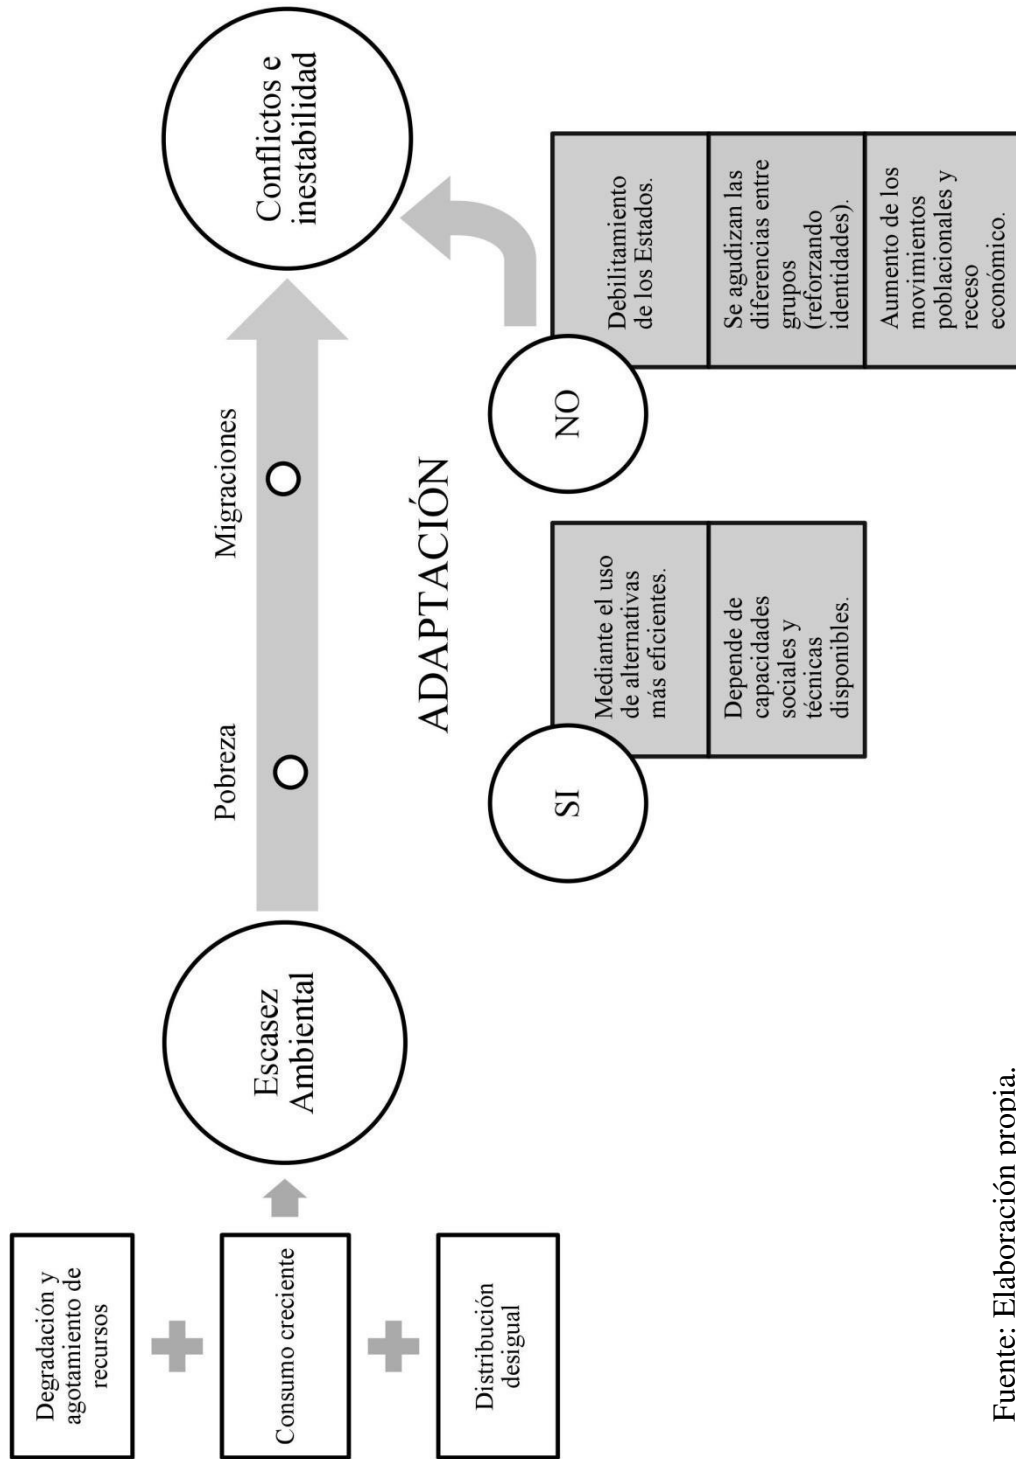 Degradación y
agotamiento de
recursos
Consumo creciente
Distribución
desigual
Escasez
Ambiental
Pobreza
Migraciones
Conflictos e
inestabilidad
ADAPTACIÓN
SI
Mediante el uso
de alternativas
más eficientes.
Depende de
capacidades
sociales y
técnicas
disponibles.
NO
Debilitamiento
de los Estados.
Se agudizan las
diferencias entre
grupos
(reforzando
identidades).
Aumento de los
movimientos
poblacionales y
receso
económico.
Fuente: Elaboración propia.